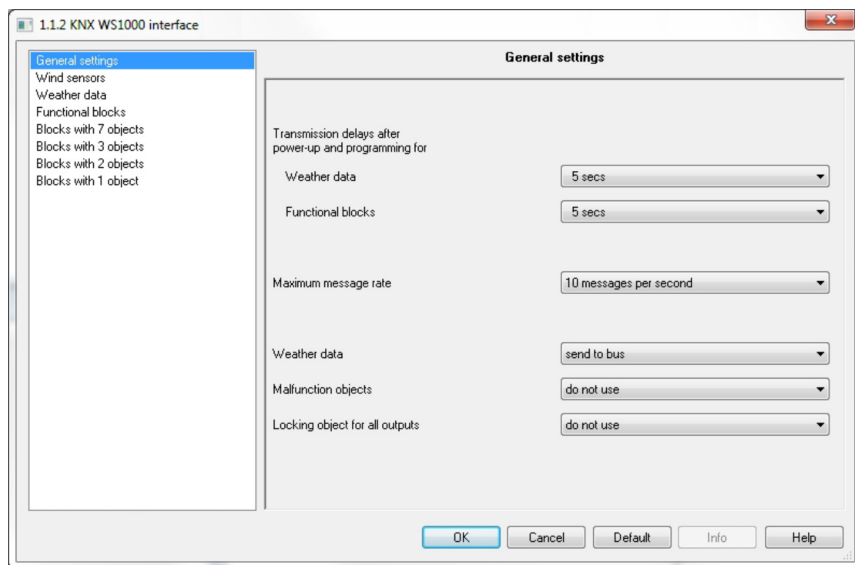 1.1.2 KNX WS1000 interface
General settings
Wind sensors
Weather data
Functional blocks
Blocks with 7 objects
Blocks with 3 objects
Blocks with 2 objects
Blocks with 1 object
General settings
Transmission delays after
power-up and programming for
Weather data 5 secs
Functional blocks 5 secs
Maximum message rate 10 messages per second
Weather data send to bus
Malfunction objects do not use
Locking object for all outputs do not use
OK Cancel Default Info Help